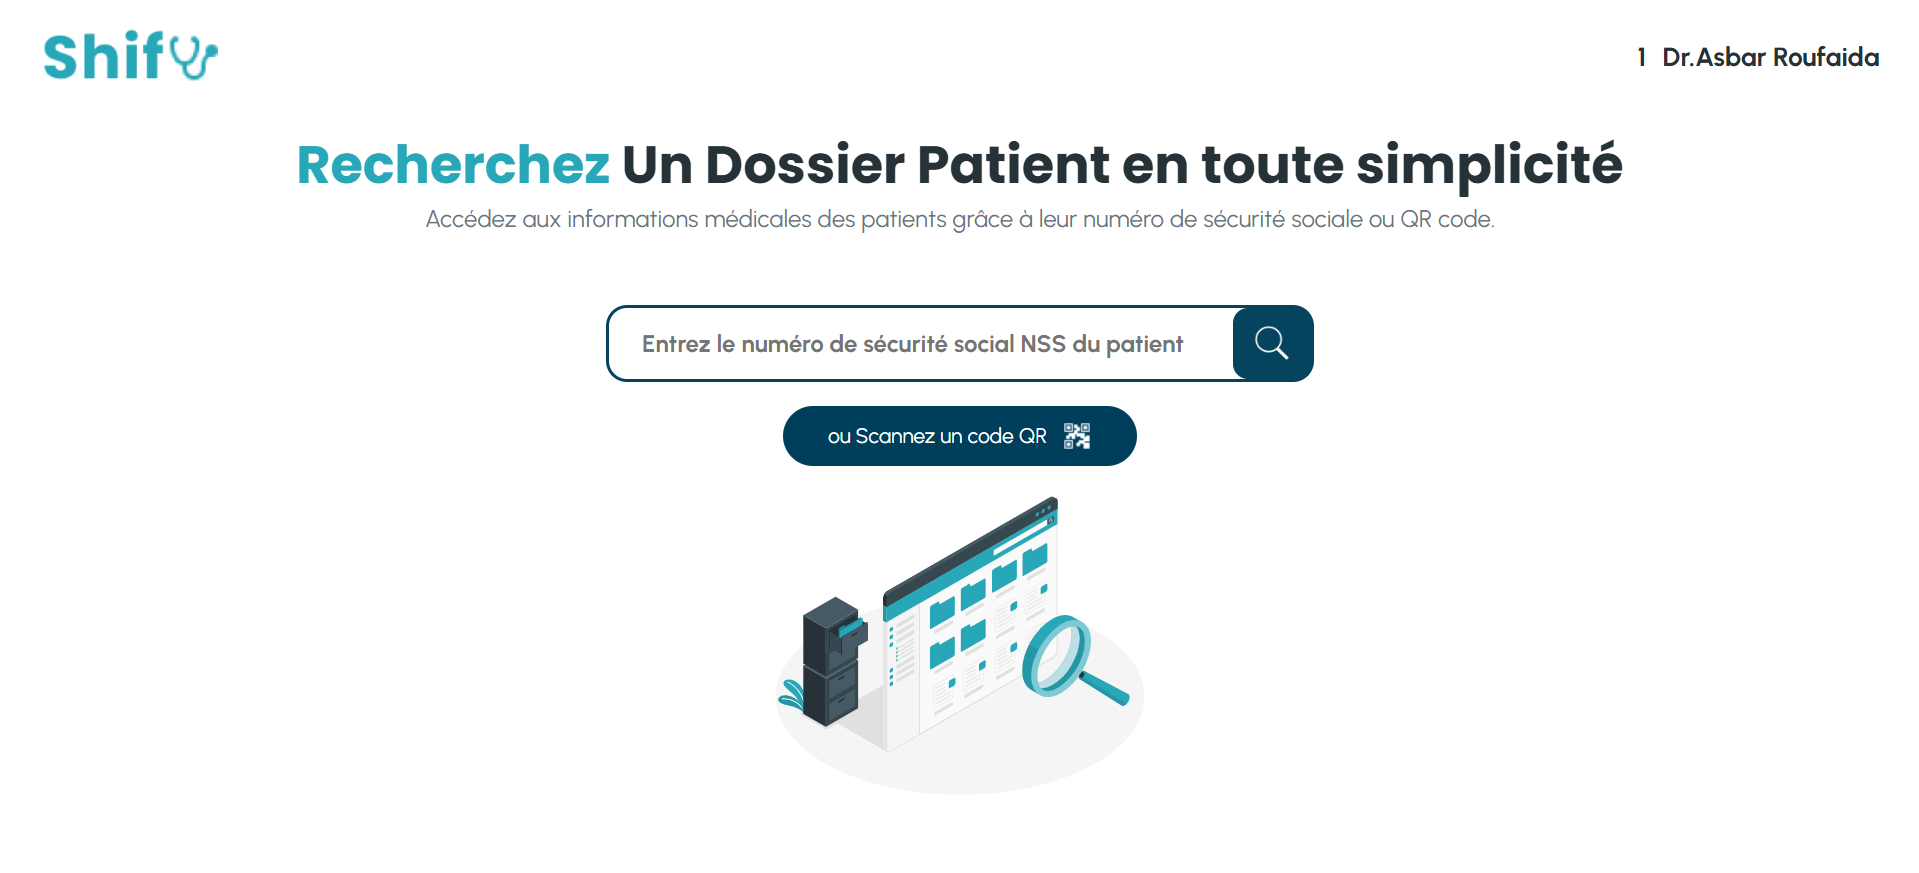 Shify
1 Dr.Asbar Roufaida
Recherchez Un Dossier Patient en toute simplicité
Accédez aux informations médicales des patients grâce à leur numéro de sécurité sociale ou QR code.
Entrez le numéro de sécurité social NSS du patient
ou Scannez un code QR